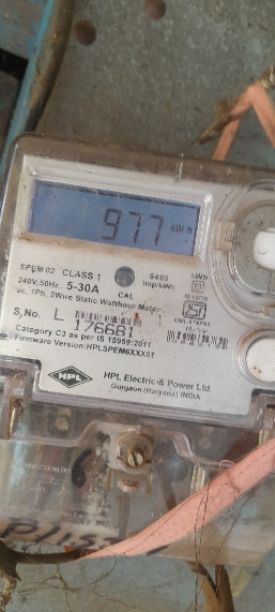 977 kWh
SPEM 02 CLASS 1
240V, 50Hz, 5-30A
CAL
6400
imp/kWh
kWh
ac, 1Ph, 2Wire Static Watthour Meter
S.No. L
176681
Category C3 as per IS 15959:2011
Firmware Version:HPLSPEM6XXX01
HPL
HPL Electric & Power Ltd.
Gurgaon (Haryana) INDIA